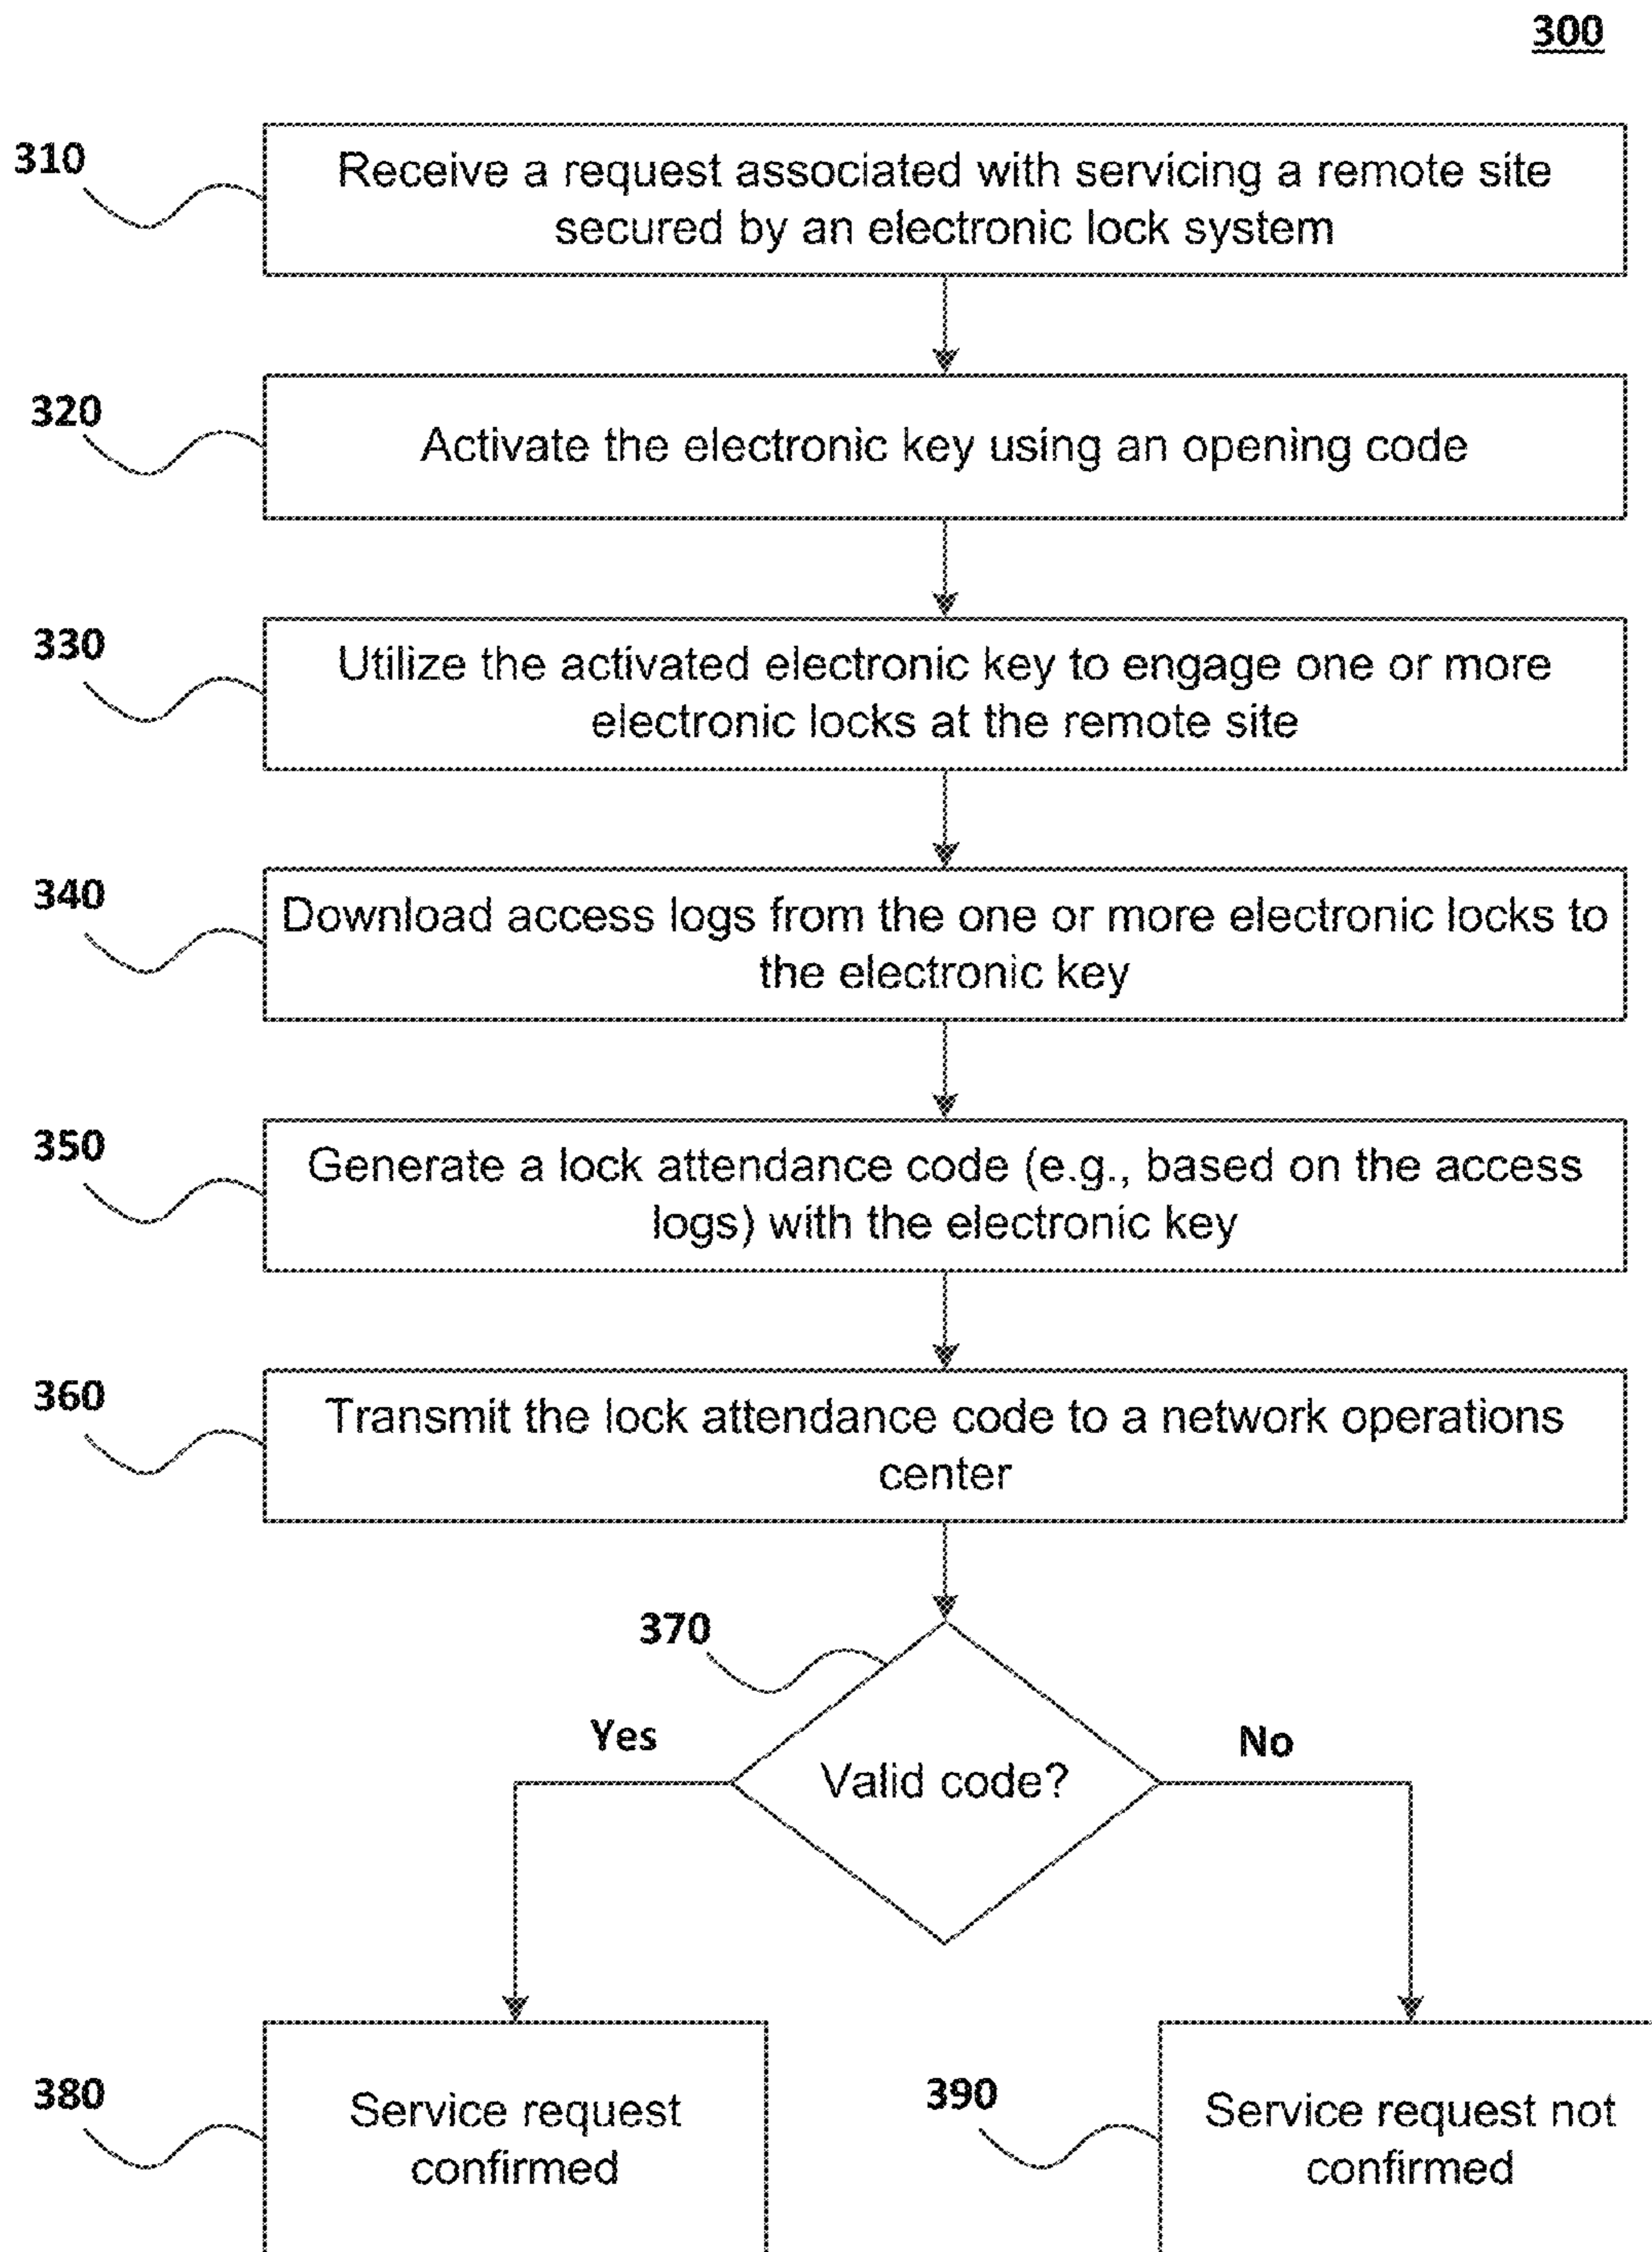 300
310
Receive a request associated with servicing a remote site
secured by an electronic lock system
320
Activate the electronic key using an opening code
330
Utilize the activated electronic key to engage one or more
electronic locks at the remote site
340
Download access logs from the one or more electronic locks to
the electronic key
350
Generate a lock attendance code (e.g., based on the access
logs) with the electronic key
360
Transmit the lock attendance code to a network operations
center
370
Yes
No
Valid code?
380
Service request
confirmed
390
Service request not
confirmed